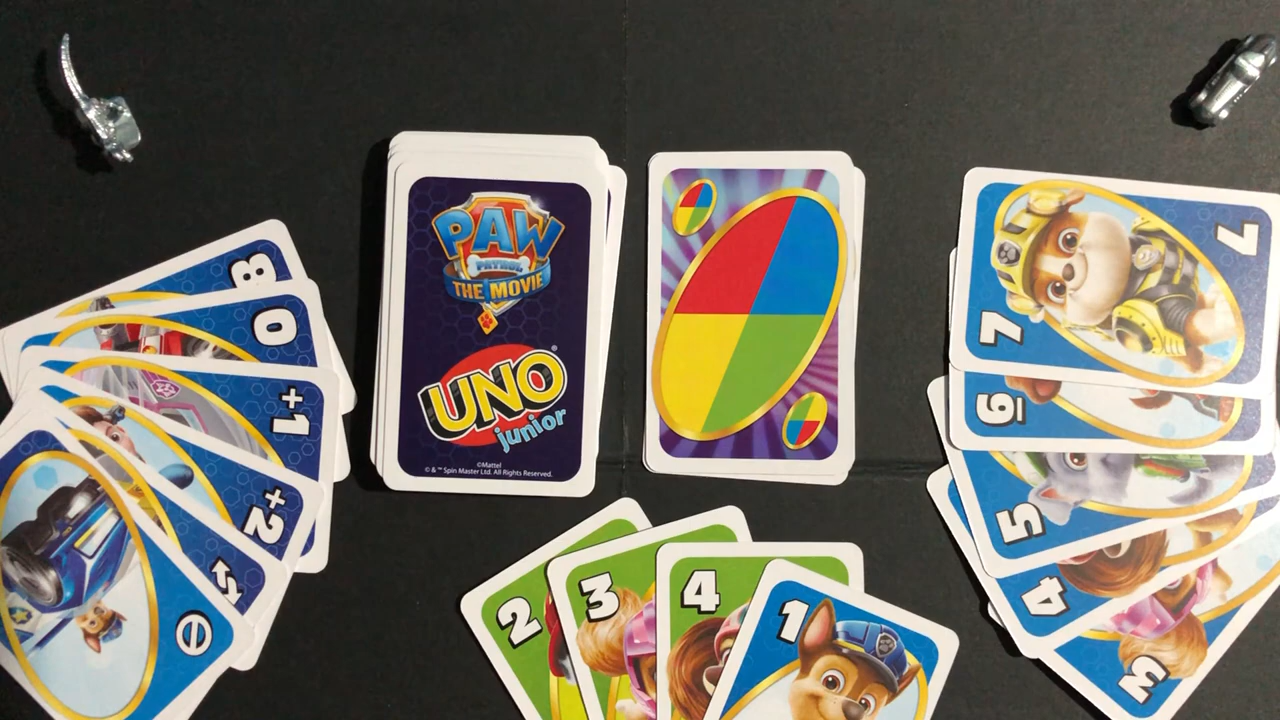 PAW
PATROL
THE MOVIE
UNO®
junior
©Mattel
© & ™ Spin Master Ltd. All Rights Reserved.
8
0
+1
+2
2
3
4
1
7
7
6
5
4
3